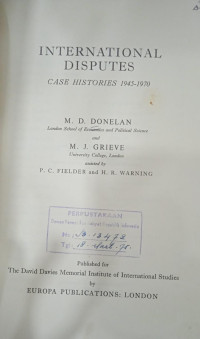 INTERNATIONAL
DISPUTES
CASE HISTORIES 1945-1970
M. D. DONELAN
London School of Economics and Political Science
and
M. J. GRIEVE
University College, London
assisted by
P. C. FIELDER and H. R. WARNING
PERPUSTAKAAN
Published for
The David Davies Memorial Institute of International Studies
by
EUROPA PUBLICATIONS: LONDON